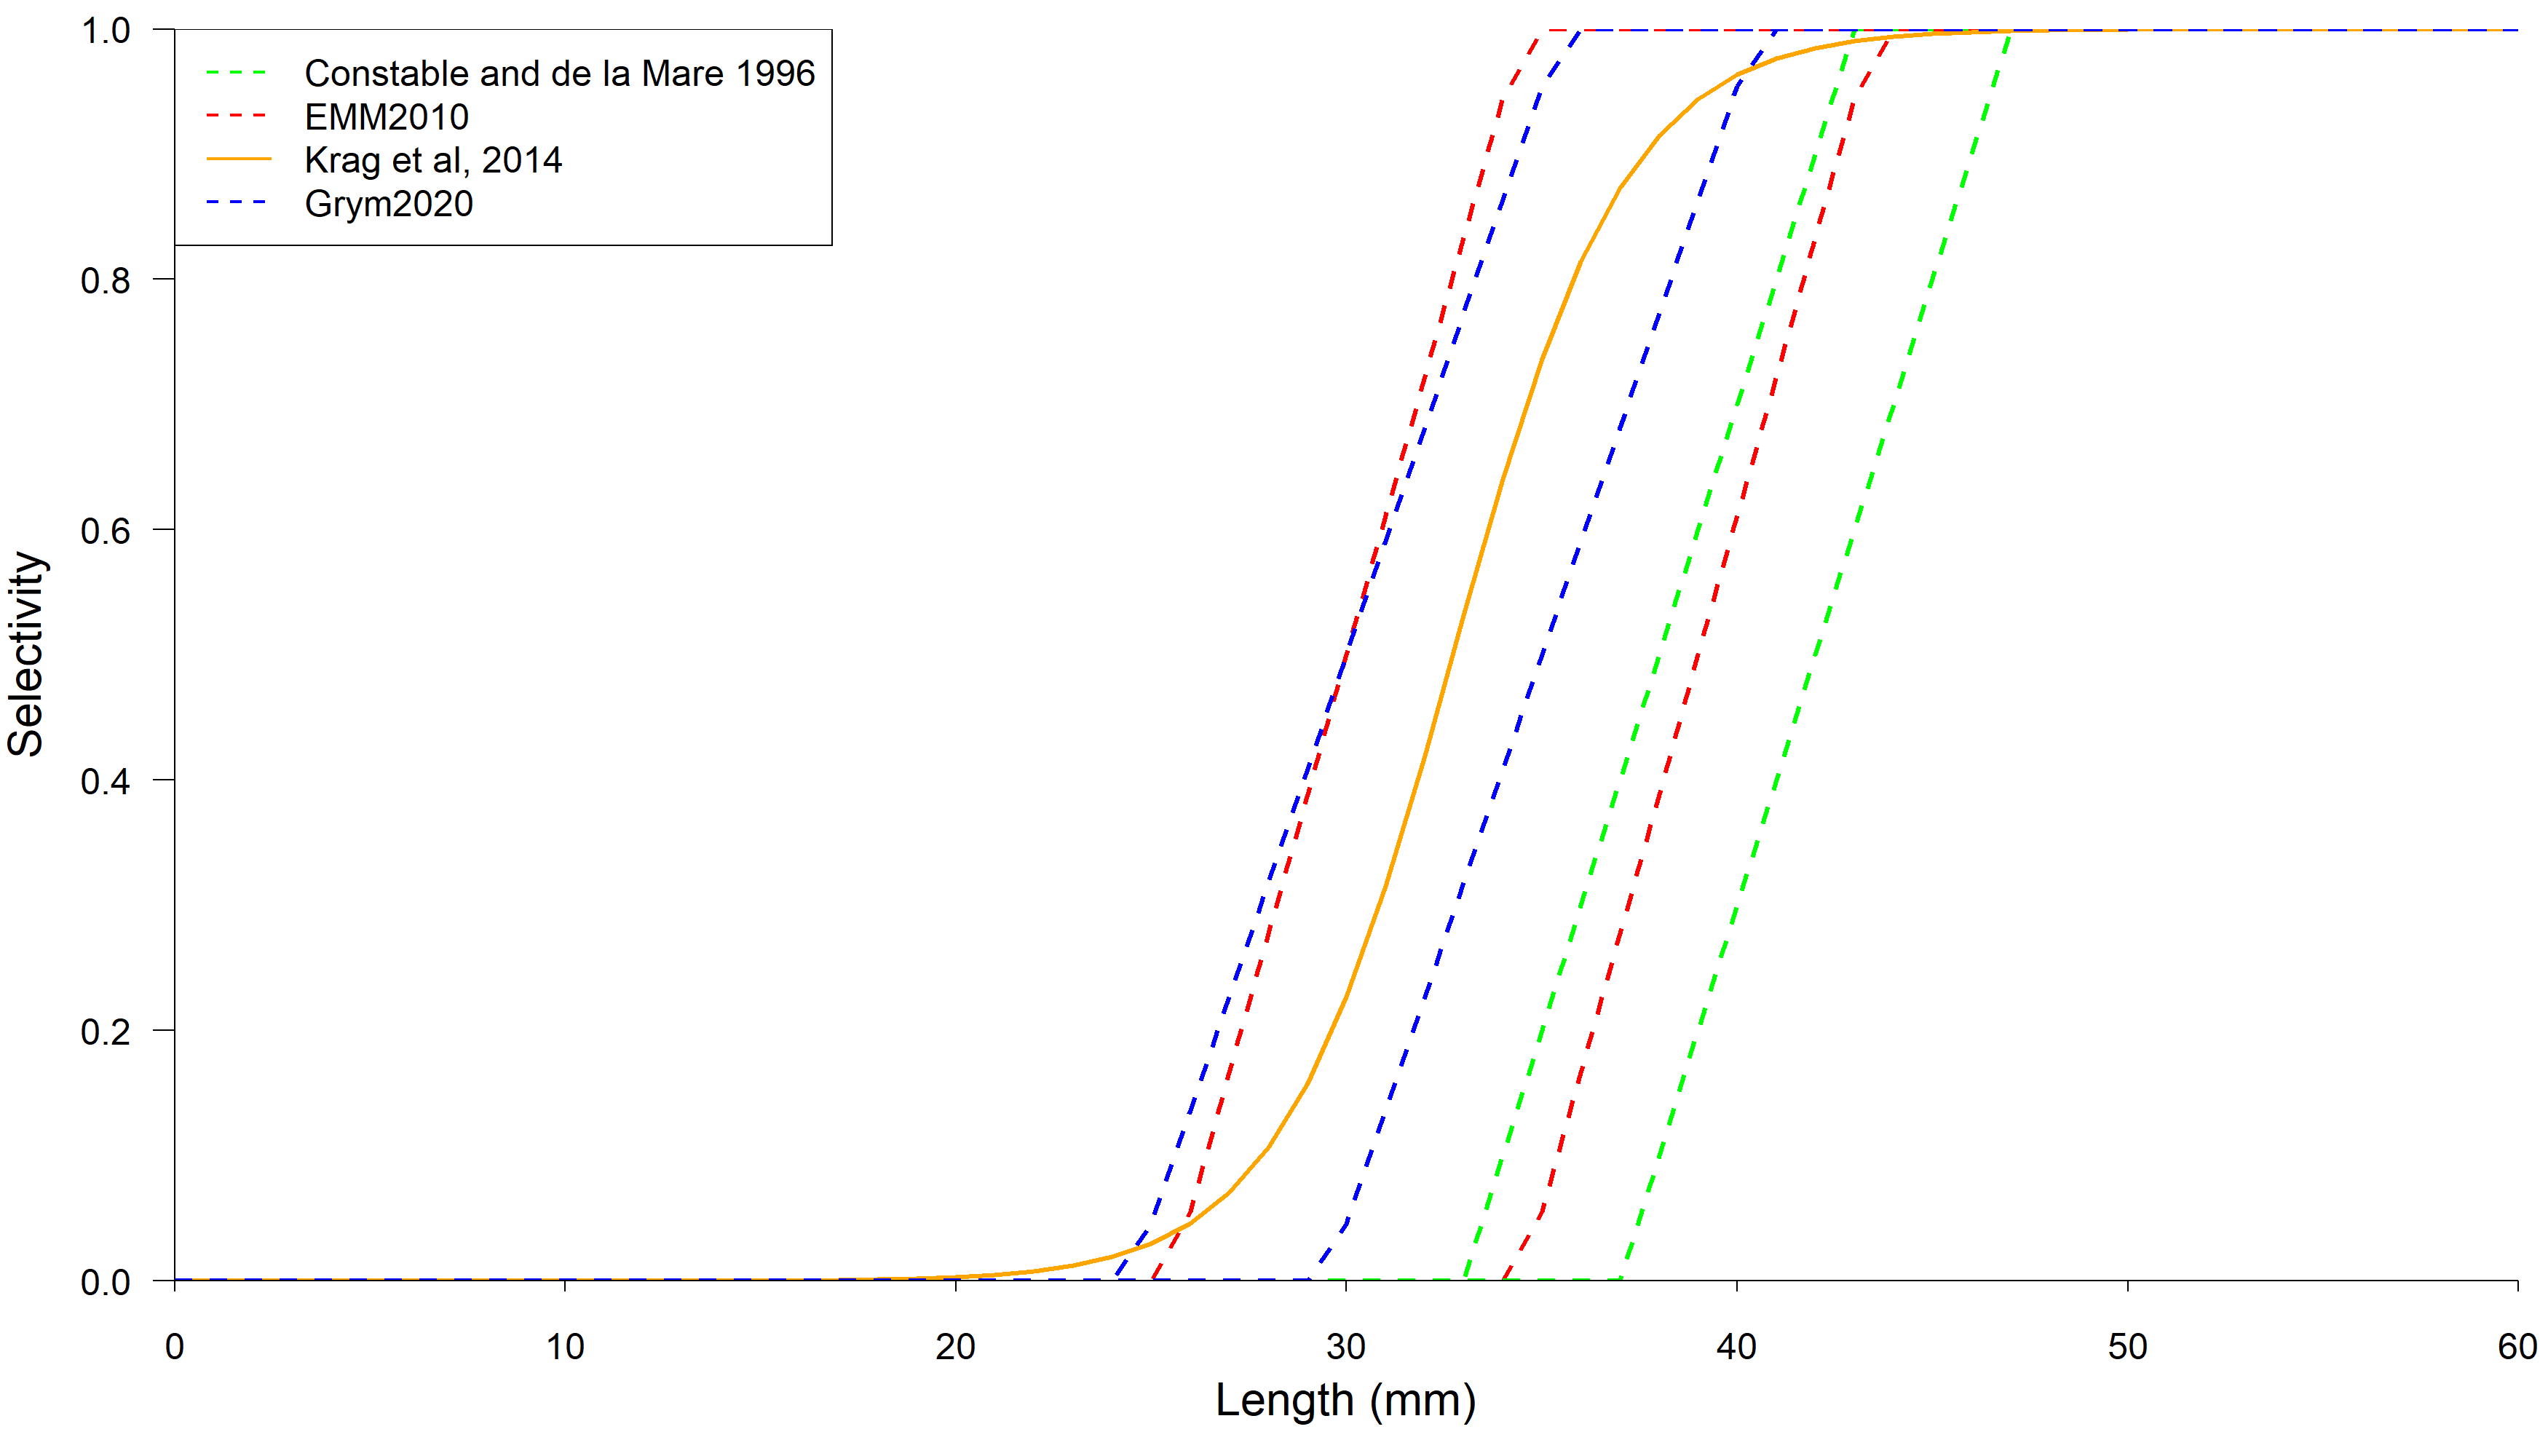 1.0
0.8
0.6
0.4
0.2
0.0
Selectivity
Constable and de la Mare 1996
EMM2010
Krag et al, 2014
Grym2020
0 10 20 30 40 50 60
Length (mm)